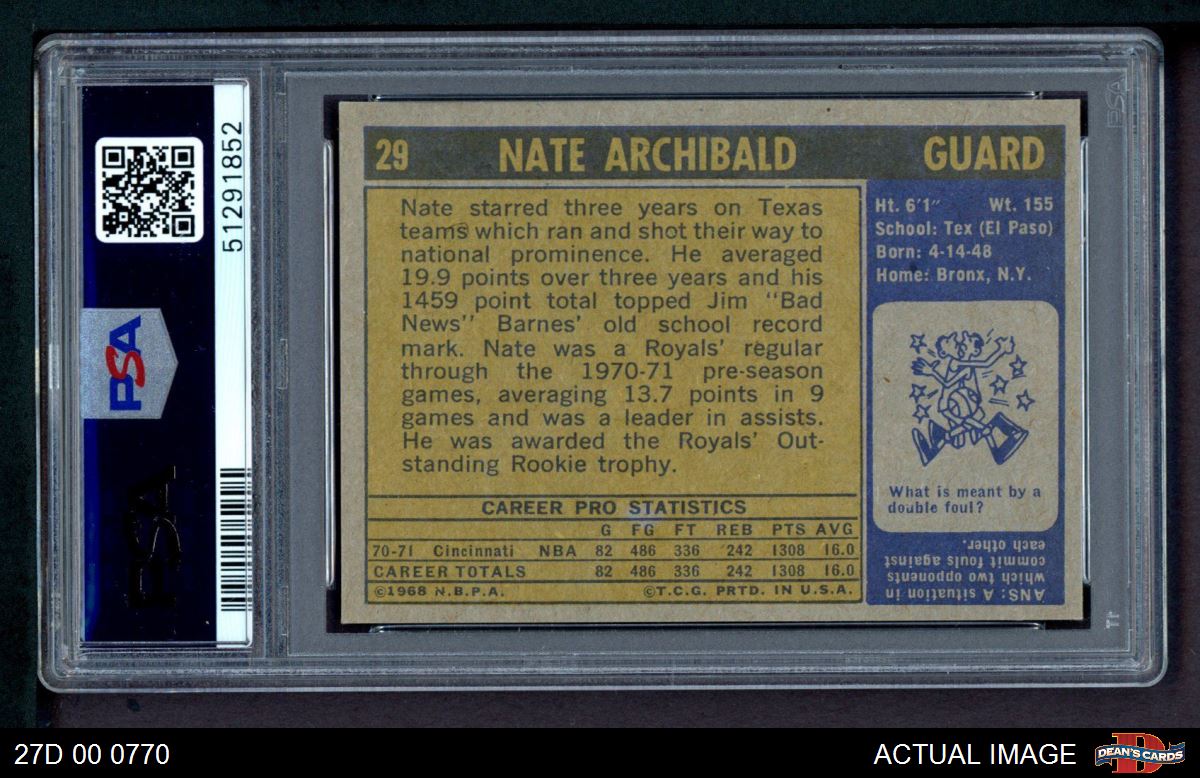 51291852
PSA
PSA
PSA
29 NATE ARCHIBALD GUARD
Nate starred three years on Texas
teams which ran and shot their way to
national prominence. He averaged
19.9 points over three years and his
1459 point total topped Jim "Bad
News" Barnes' old school record
mark. Nate was a Royals' regular
through the 1970-71 pre-season
games, averaging 13.7 points in 9
games and was a leader in assists.
He was awarded the Royals' Out-
standing Rookie trophy.
CAREER PRO STATISTICS
G FG FT REB PTS AVG
70-71 Cincinnati NBA 82 486 336 242 1308 16.0
CAREER TOTALS 82 486 336 242 1308 16.0
©1968 N.B.P.A. ©T.C.G. PRTD. IN U.S.A.
Ht. 6'1" Wt. 155
School: Tex (El Paso)
Born: 4-14-48
Home: Bronx, N.Y.
What is meant by a
double foul?
ANS: A situation in
which two opponents
commit fouls against
each other.
27D 00 0770
ACTUAL IMAGE
D
DEAN'S CARDS